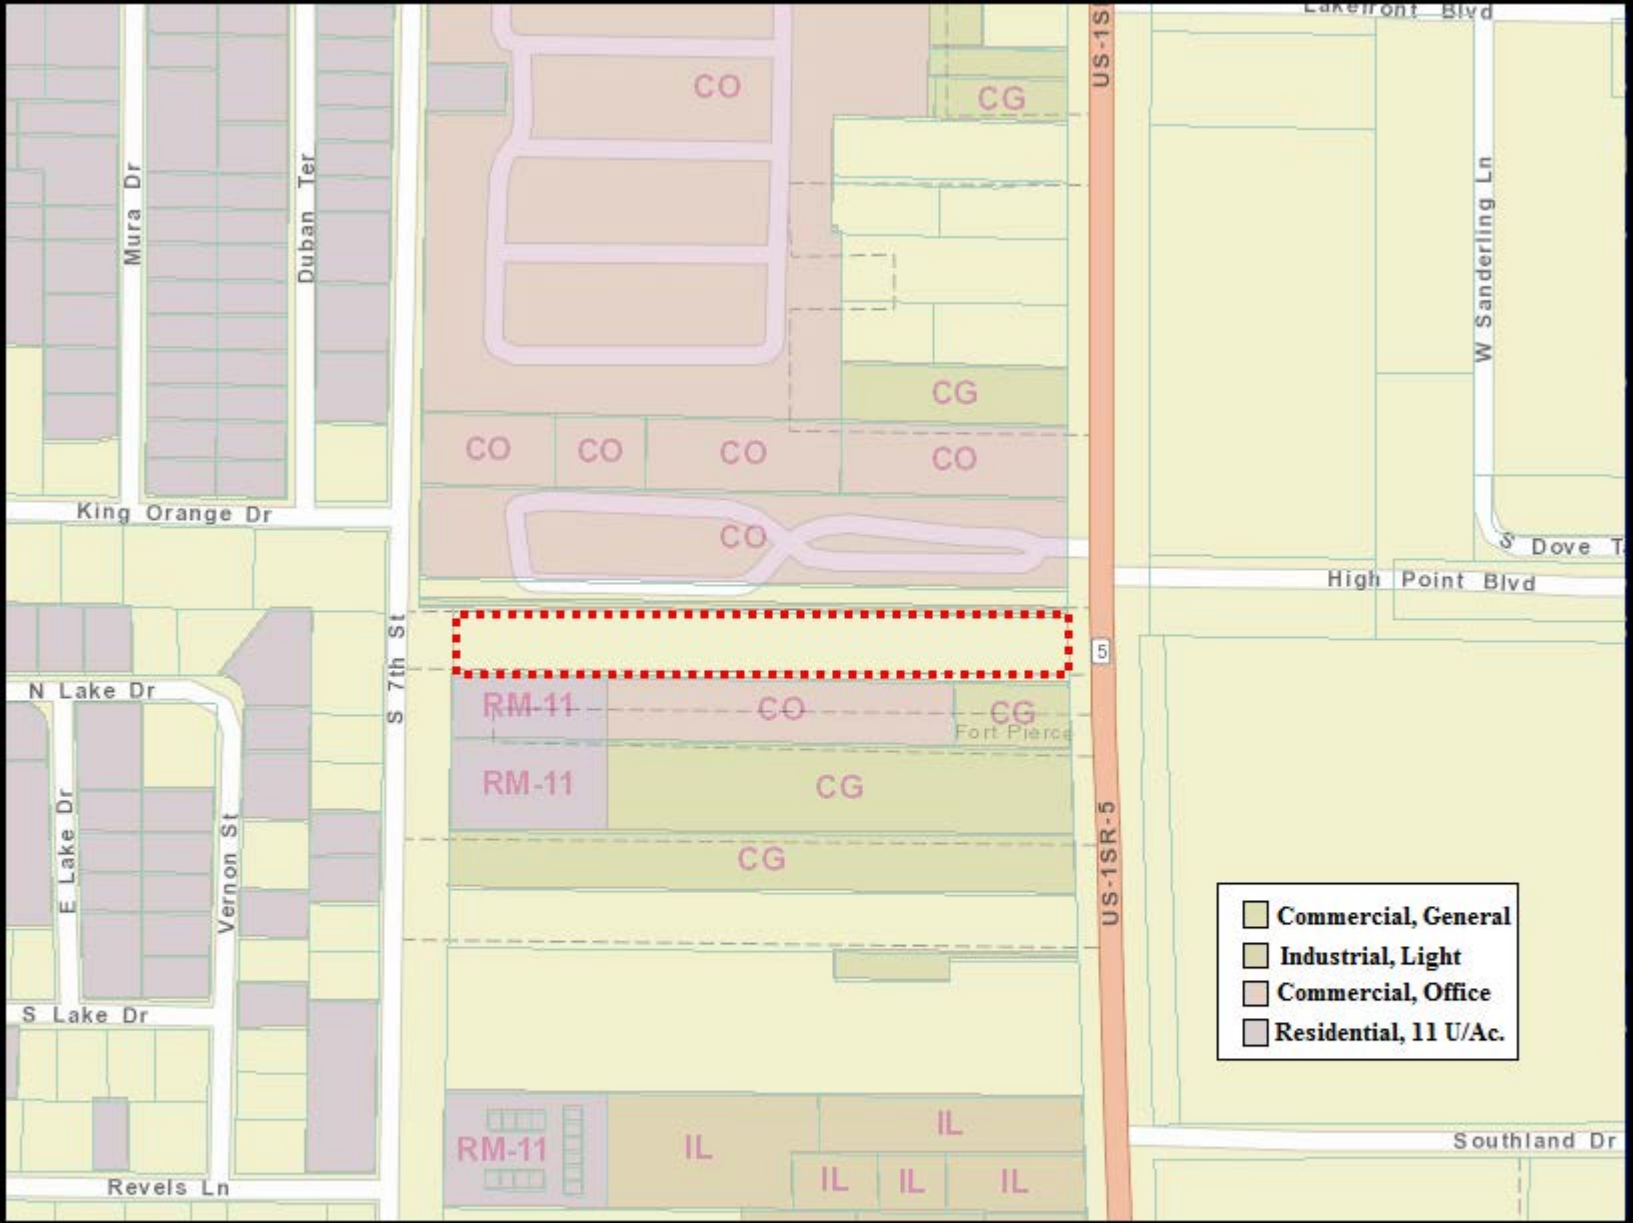 Lakefront Blvd
US-1S
CO
CG
Mura Dr
Duban Ter
W Sanderling Ln
CG
CO
CO
CO
CO
King Orange Dr
CO
S Dove T
High Point Blvd
S 7th St
5
N Lake Dr
RM-11
CO
CG
Fort Pierce
RM-11
CG
E Lake Dr
Vernon St
US-1SR-5
CG
Commercial, General
Industrial, Light
Commercial, Office
Residential, 11 U/Ac.
S Lake Dr
RM-11
IL
IL
IL
IL
IL
Southland Dr
Revels Ln